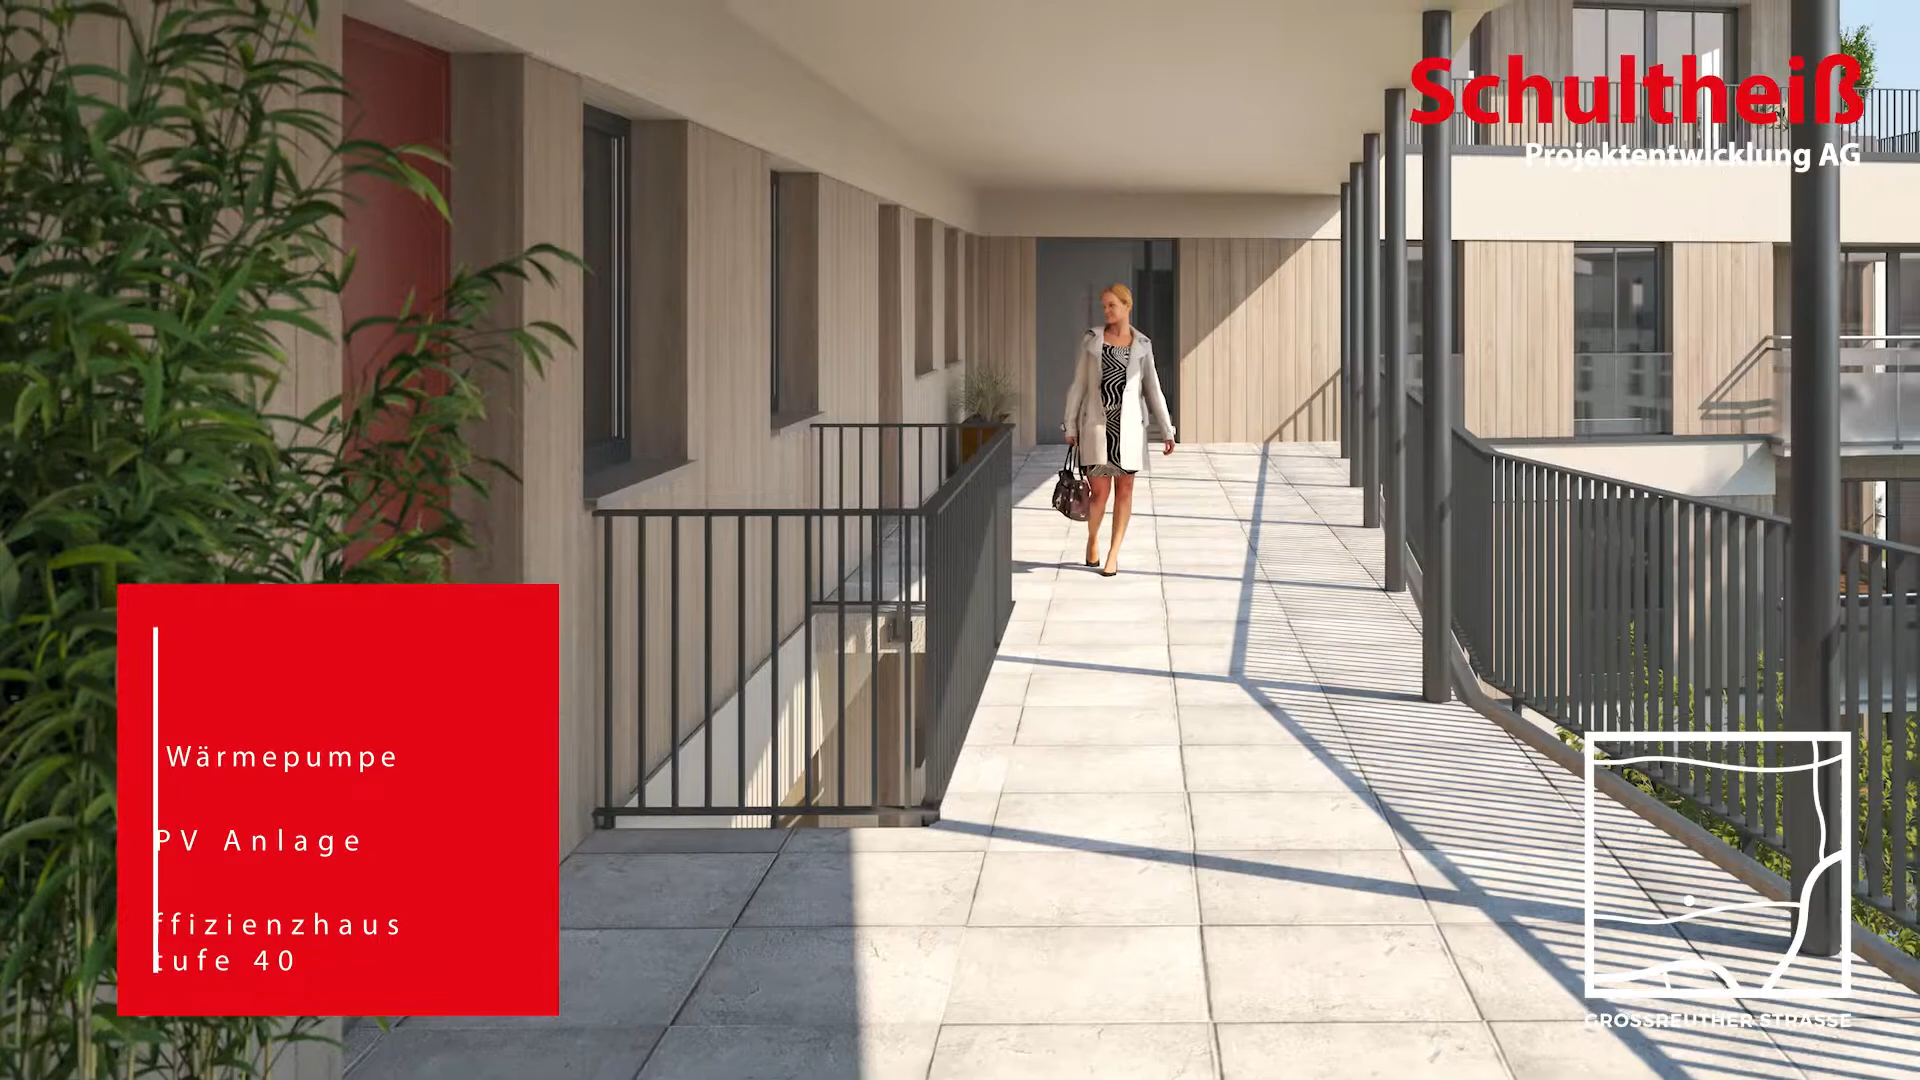 Schultheiß
Projektentwicklung AG
Wärmepumpe
PV Anlage
ffizienzhaus
tufe 40
GROSSREUTHER STRASSE